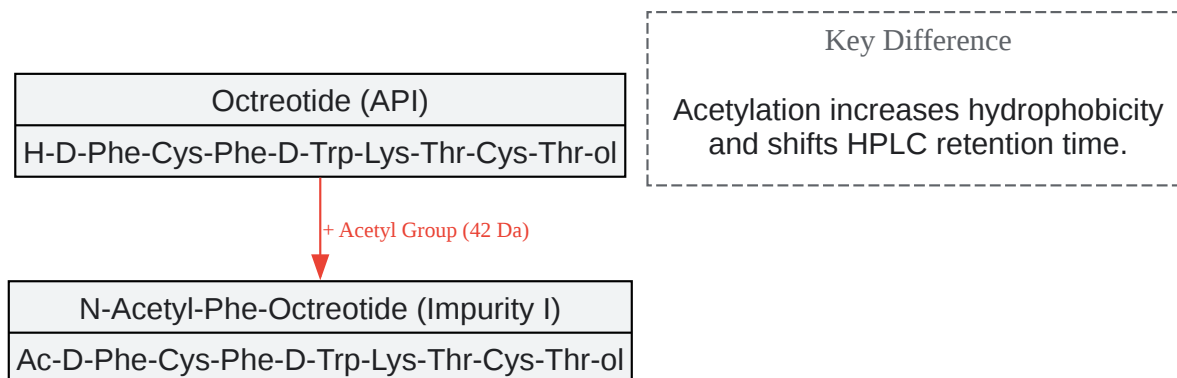 Octreotide (API)
H-D-Phe-Cys-Phe-D-Trp-Lys-Thr-Cys-Thr-ol
+ Acetyl Group (42 Da)
N-Acetyl-Phe-Octreotide (Impurity I)
Ac-D-Phe-Cys-Phe-D-Trp-Lys-Thr-Cys-Thr-ol
Key Difference
Acetylation increases hydrophobicity
and shifts HPLC retention time.